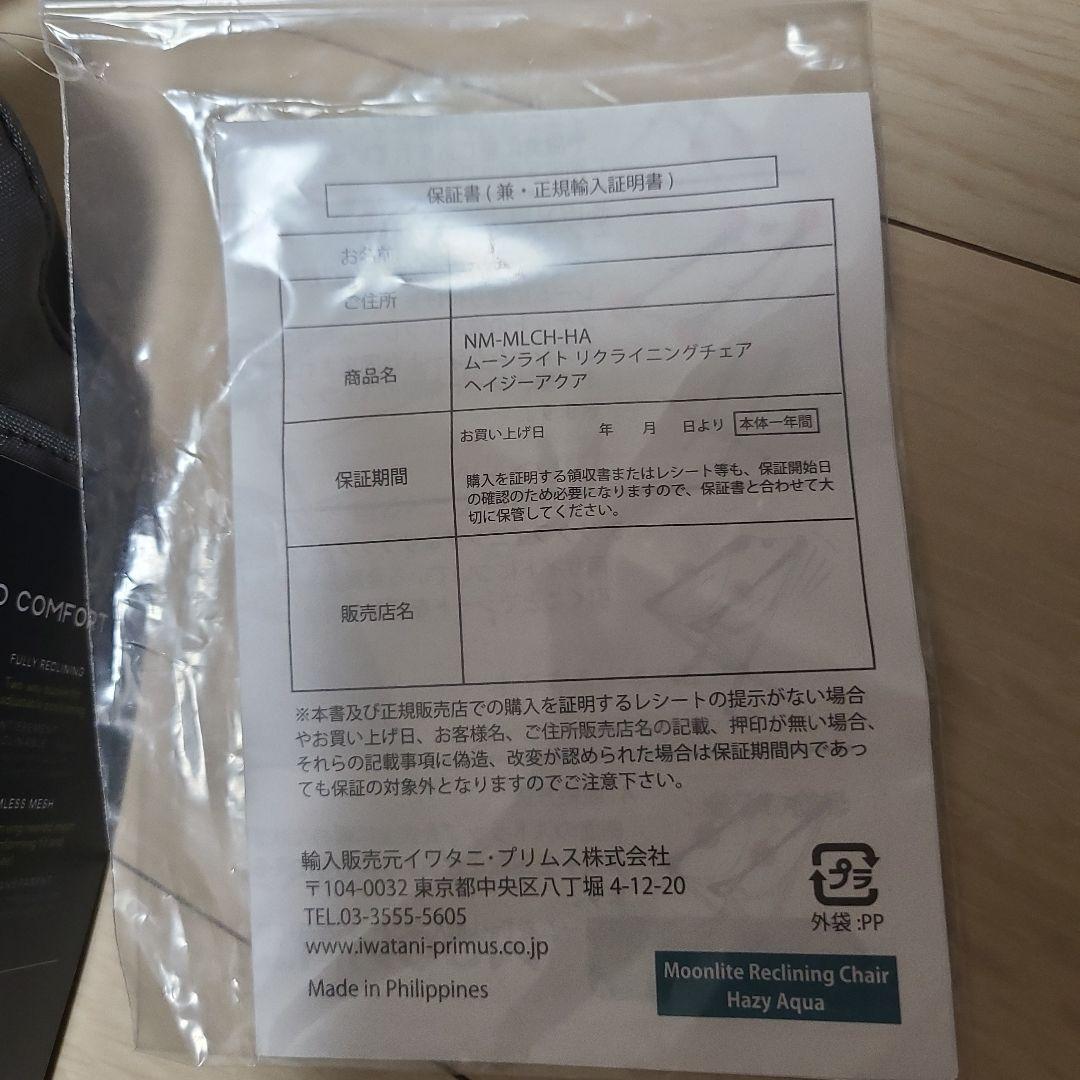 保証書 ( 兼・正規輸入証明書 )
お名前
ご住所
商品名
NM-MLCH-HA
ムーンライト リクライニングチェア
ヘイジーアクア
保証期間
お買い上げ日 年 月 日より 本体一年間
購入を証明する領収書またはレシート等も、保証開始日
の確認のため必要になりますので、保証書と合わせて大
切に保管してください。
販売店名
※本書及び正規販売店での購入を証明するレシートの提示がない場合
やお買い上げ日、お客様名、ご住所販売店名の記載、押印が無い場合、
それらの記載事項に偽造、改変が認められた場合は保証期間内であっ
ても保証の対象外となりますのでご注意下さい。
輸入販売元イワタニ・プリムス株式会社
〒104-0032 東京都中央区八丁堀 4-12-20
TEL.03-3555-5605
www.iwatani-primus.co.jp
Made in Philippines
プラ
外袋 :PP
Moonlite Reclining Chair
Hazy Aqua
COMFORT
FULLY RECLINING
MESH